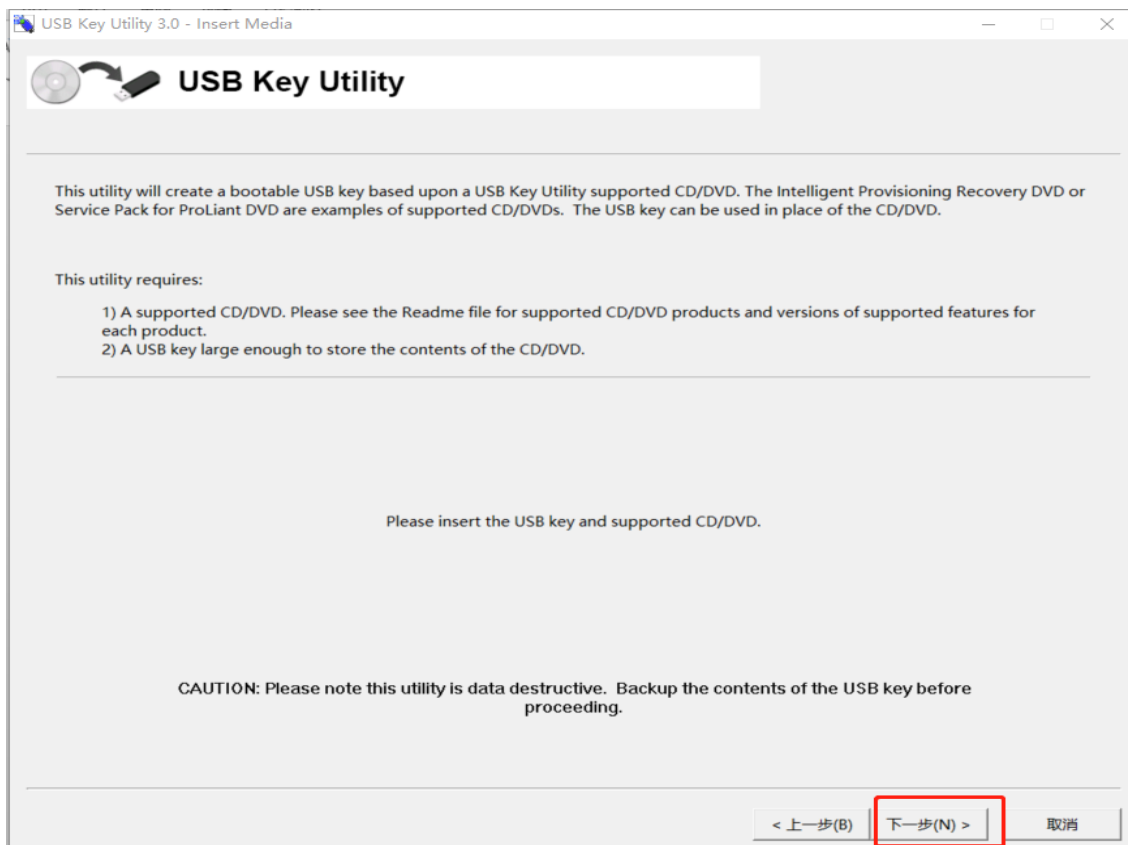 USB Key Utility 3.0 - Insert Media
USB Key Utility
This utility will create a bootable USB key based upon a USB Key Utility supported CD/DVD. The Intelligent Provisioning Recovery DVD or
Service Pack for ProLiant DVD are examples of supported CD/DVDs.  The USB key can be used in place of the CD/DVD.
This utility requires:
1) A supported CD/DVD. Please see the Readme file for supported CD/DVD products and versions of supported features for
each product.
2) A USB key large enough to store the contents of the CD/DVD.
Please insert the USB key and supported CD/DVD.
CAUTION: Please note this utility is data destructive.  Backup the contents of the USB key before
proceeding.
< 上一步(B) 下一步(N) > 取消